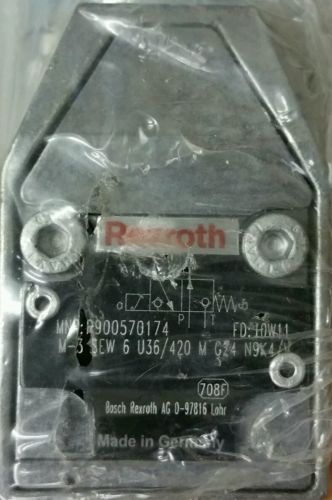 Rexroth
P T
MNR:R900570174 FD:10W11
M-3 SEW 6 U36/420 M G24 N9K4/V
708F
Bosch Rexroth AG D-97816 Lohr
Made in Germany